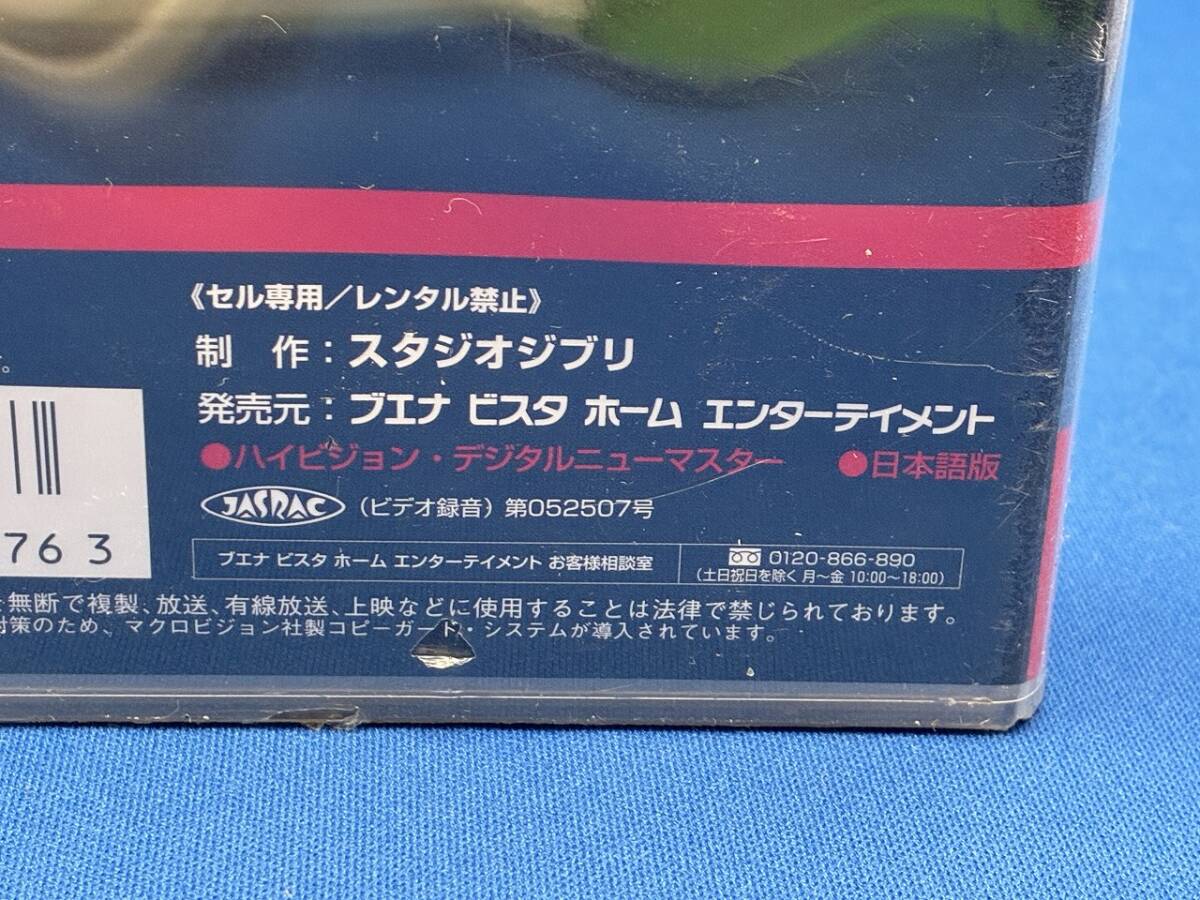 《セル専用／レンタル禁止》
制　作：スタジオジブリ
。
発売元：ブエナ ビスタ ホーム エンターテイメント
●ハイビジョン・デジタルニューマスター　●日本語版
JASRAC （ビデオ録音）第052507号
763
ブエナ ビスタ ホーム エンターテイメント お客様相談室
0120-866-890
（土日祝日を除く 月〜金 10:00〜18:00）
無断で複製、放送、有線放送、上映などに使用することは法律で禁じられております。
対策のため、マクロビジョン社製コピーガード・システムが導入されています。